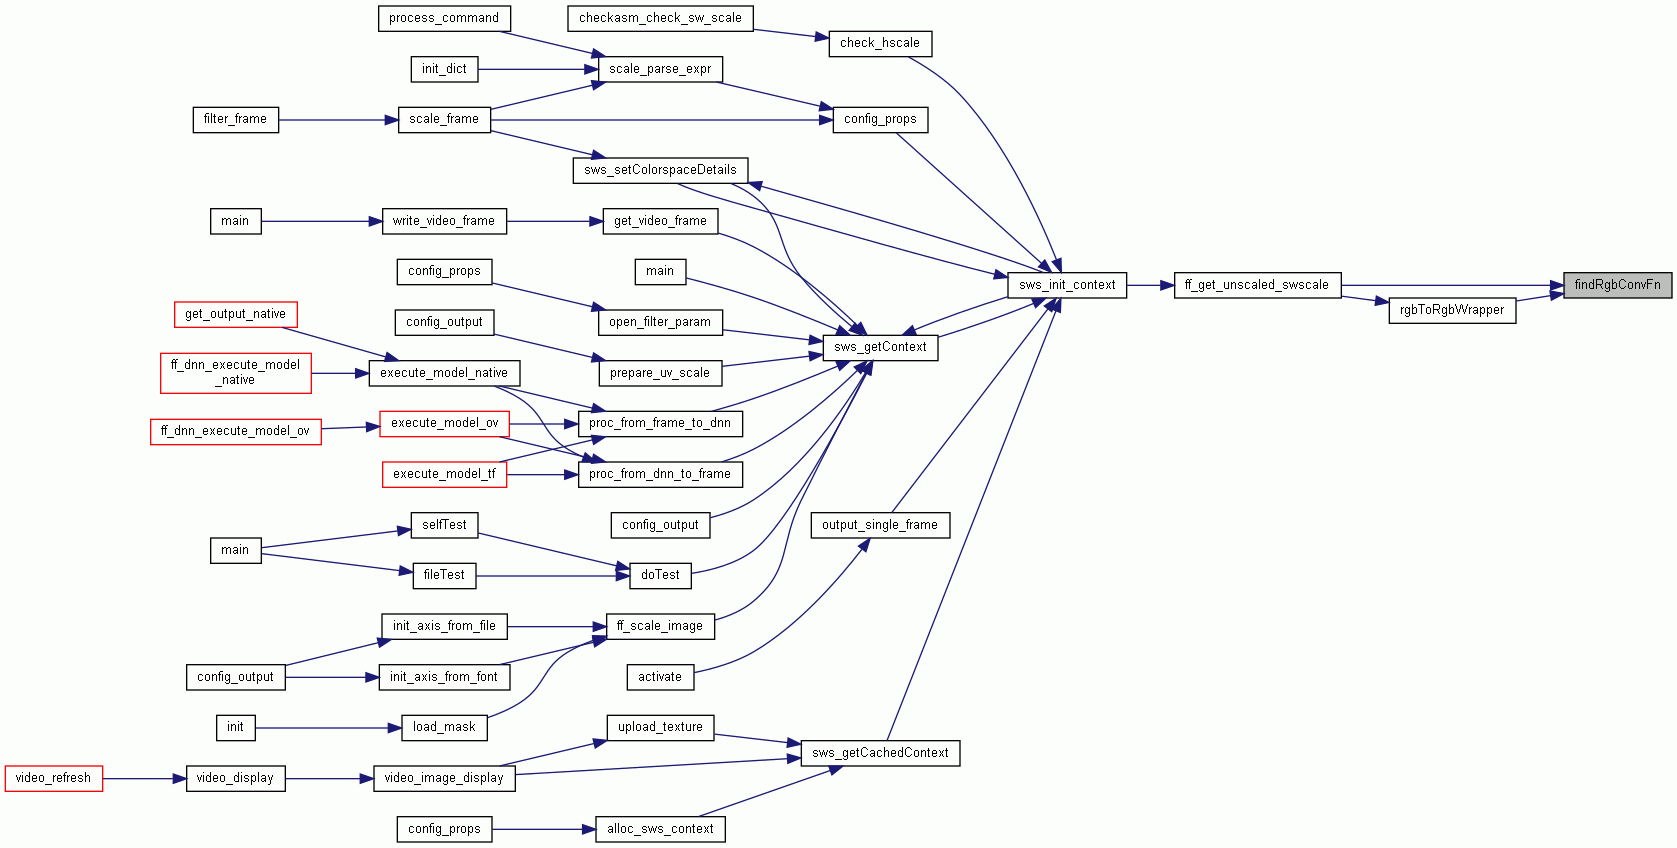 process_command
checkasm_check_sw_scale
check_hscale
init_dict
scale_parse_expr
filter_frame
scale_frame
config_props
sws_setColorspaceDetails
main
write_video_frame
get_video_frame
config_props
main
sws_init_context
ff_get_unscaled_swscale
findRgbConvFn
rgbToRgbWrapper
get_output_native
config_output
open_filter_param
sws_getContext
ff_dnn_execute_model
_native
execute_model_native
prepare_uv_scale
ff_dnn_execute_model_ov
execute_model_ov
proc_from_frame_to_dnn
execute_model_tf
proc_from_dnn_to_frame
selfTest
config_output
output_single_frame
main
fileTest
doTest
init_axis_from_file
ff_scale_image
config_output
init_axis_from_font
activate
init
load_mask
upload_texture
sws_getCachedContext
video_refresh
video_display
video_image_display
config_props
alloc_sws_context